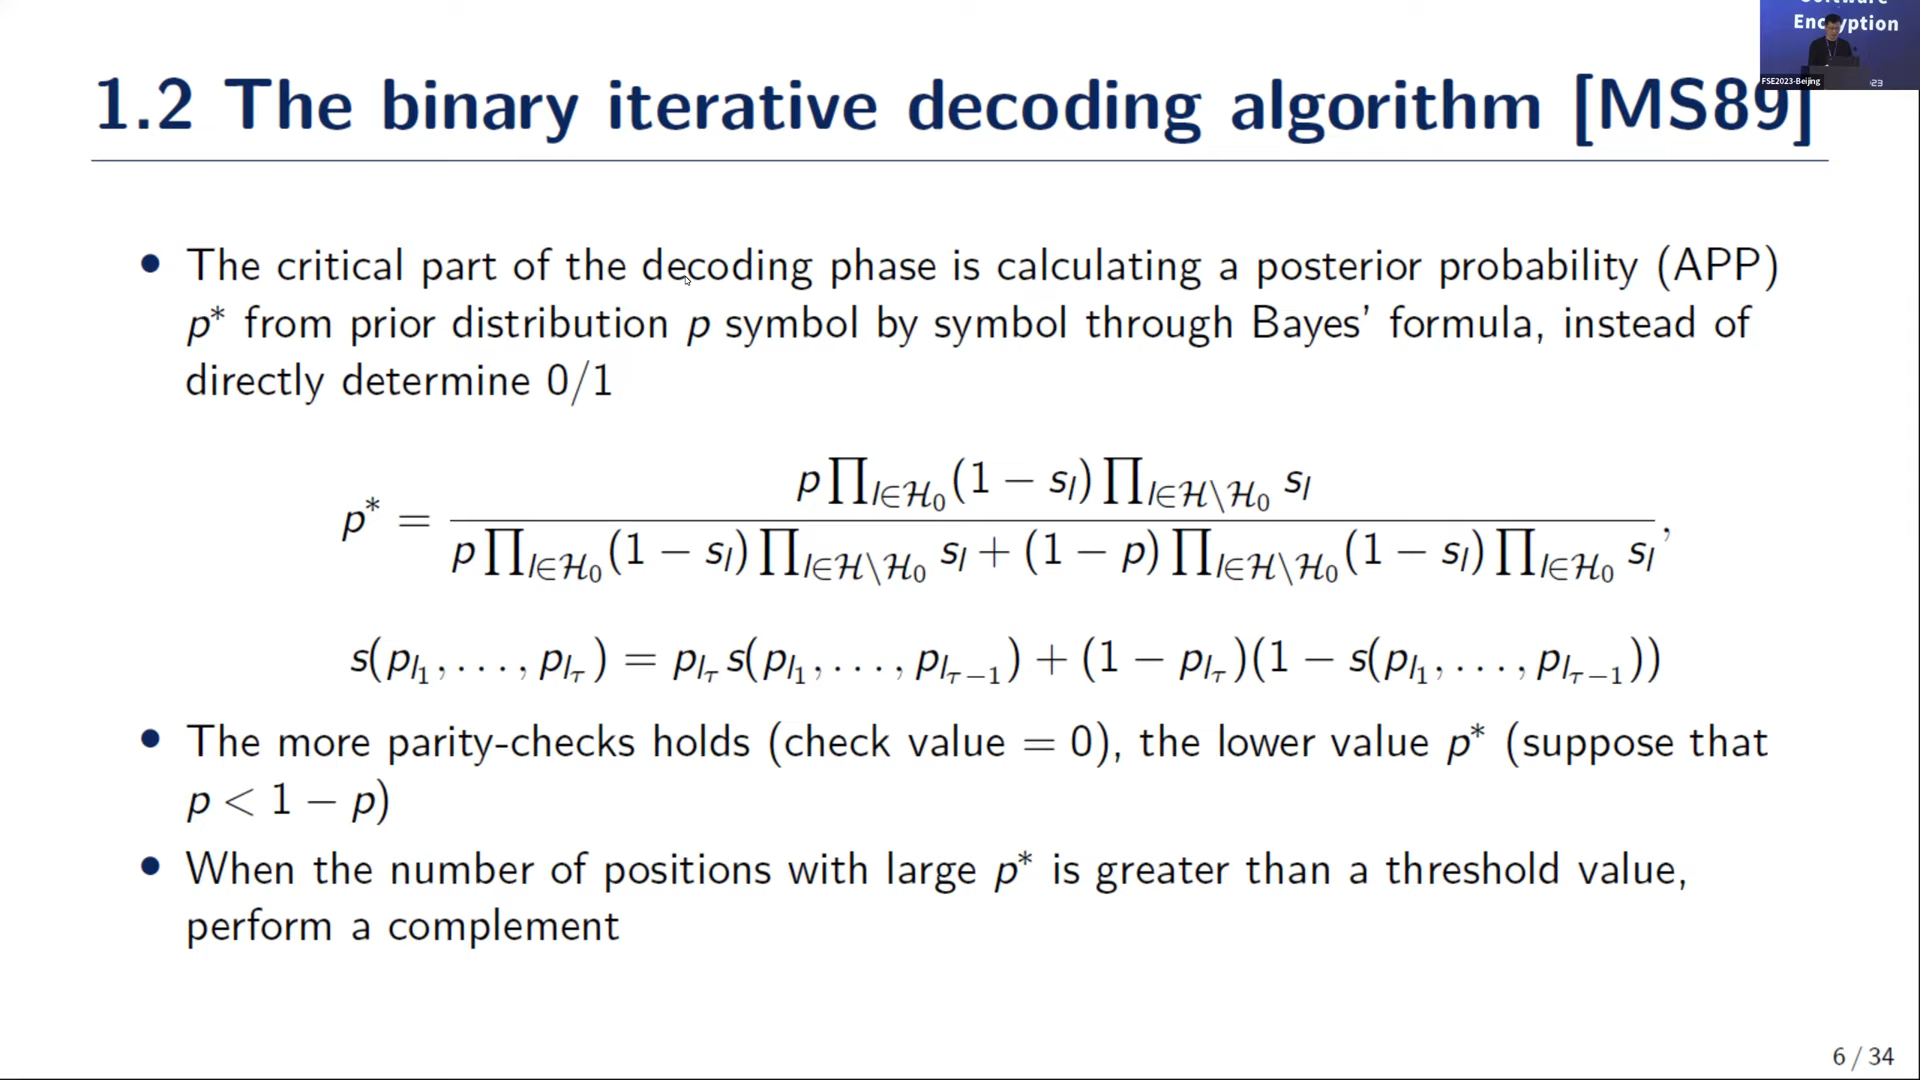 Software
Encryption
FSE2023-Beijing
1.2 The binary iterative decoding algorithm [MS89]
• The critical part of the decoding phase is calculating a posterior probability (APP)
p* from prior distribution p symbol by symbol through Bayes' formula, instead of
directly determine 0/1
p* = \frac{p ∏_{l∈ℋ_0}(1 − s_l) ∏_{l∈ℋ\ℋ_0} s_l}{p ∏_{l∈ℋ_0}(1 − s_l) ∏_{l∈ℋ\ℋ_0} s_l + (1 − p) ∏_{l∈ℋ\ℋ_0}(1 − s_l) ∏_{l∈ℋ_0} s_l},
s(p_{l_1}, . . . , p_{l_τ}) = p_{l_τ} s(p_{l_1}, . . . , p_{l_{τ−1}}) + (1 − p_{l_τ})(1 − s(p_{l_1}, . . . , p_{l_{τ−1}}))
• The more parity-checks holds (check value = 0), the lower value p* (suppose that
p < 1 − p)
• When the number of positions with large p* is greater than a threshold value,
perform a complement
6 / 34